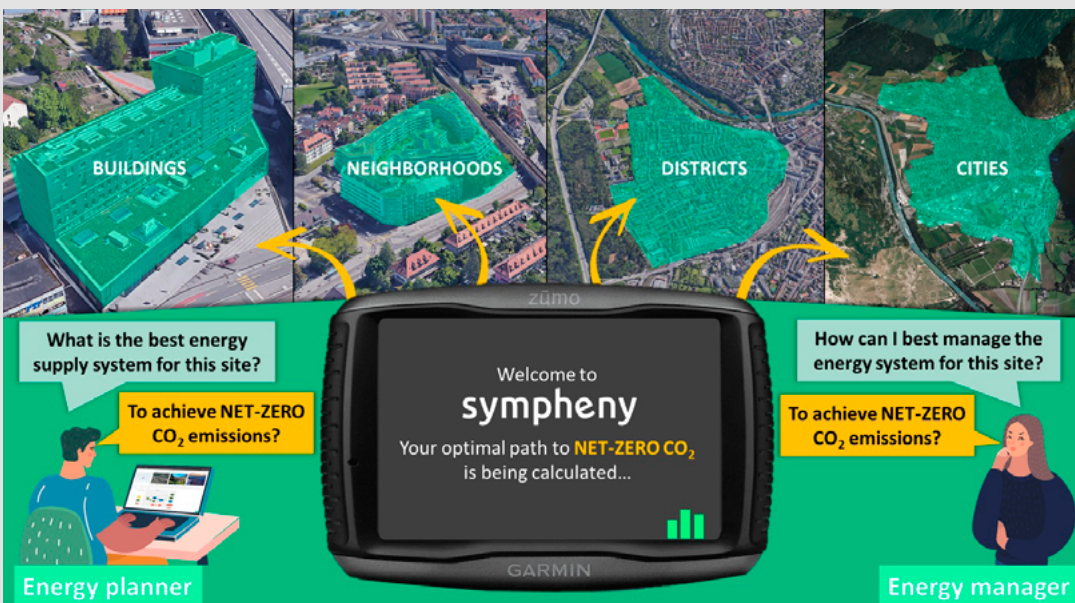 BUILDINGS
NEIGHBORHOODS
DISTRICTS
CITIES
zūmo
What is the best energy
supply system for this site?
To achieve NET-ZERO
CO₂ emissions?
Energy planner
Welcome to
sympheny
Your optimal path to NET-ZERO CO₂
is being calculated...
GARMIN
How can I best manage the
energy system for this site?
To achieve NET-ZERO
CO₂ emissions?
Energy manager